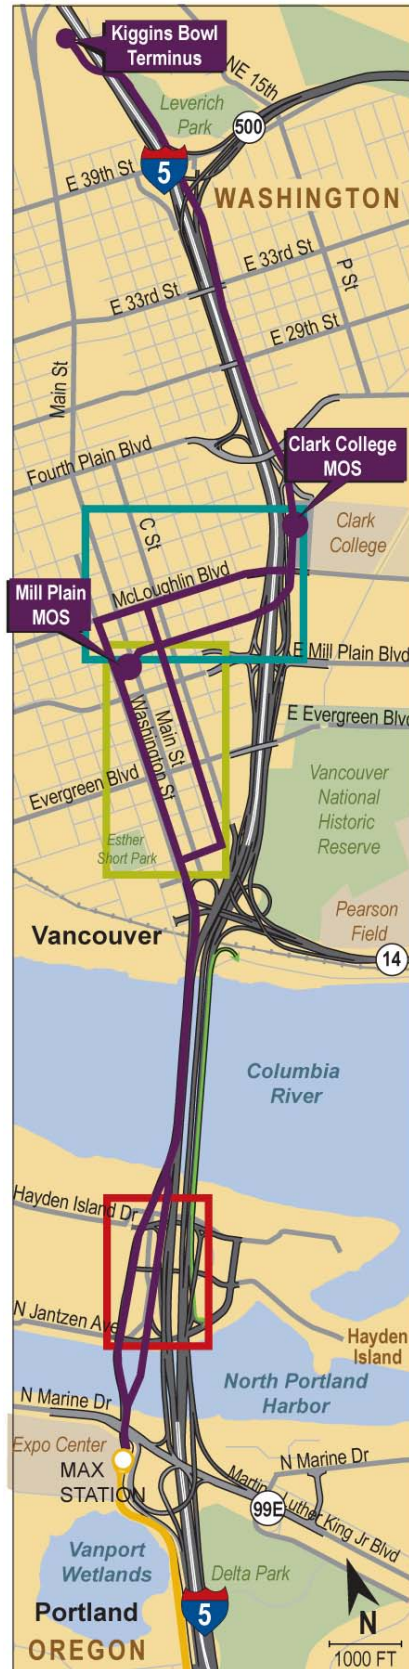 Kiggins Bowl
Terminus
NE 15th
Leverich
Park
500
E 39th St
5
WASHINGTON
E 33rd St
P St
E 33rd St
E 29th St
Main St
Fourth Plain Blvd
Clark College
MOS
C St
Clark
College
Mill Plain
MOS
McLoughlin Blvd
E Mill Plain Blvd
Main St
Washington St
E Evergreen Blvd
Evergreen Blvd
Vancouver
National
Historic
Reserve
Esther
Short Park
Pearson
Field
Vancouver
14
Columbia
River
Hayden Island Dr
N Jantzen Ave
Hayden
Island
North Portland
Harbor
N Marine Dr
Expo Center
MAX
STATION
N Marine Dr
Martin Luther King Jr Blvd
99E
Vanport
Wetlands
Delta Park
Portland
5
N
OREGON
1000 FT